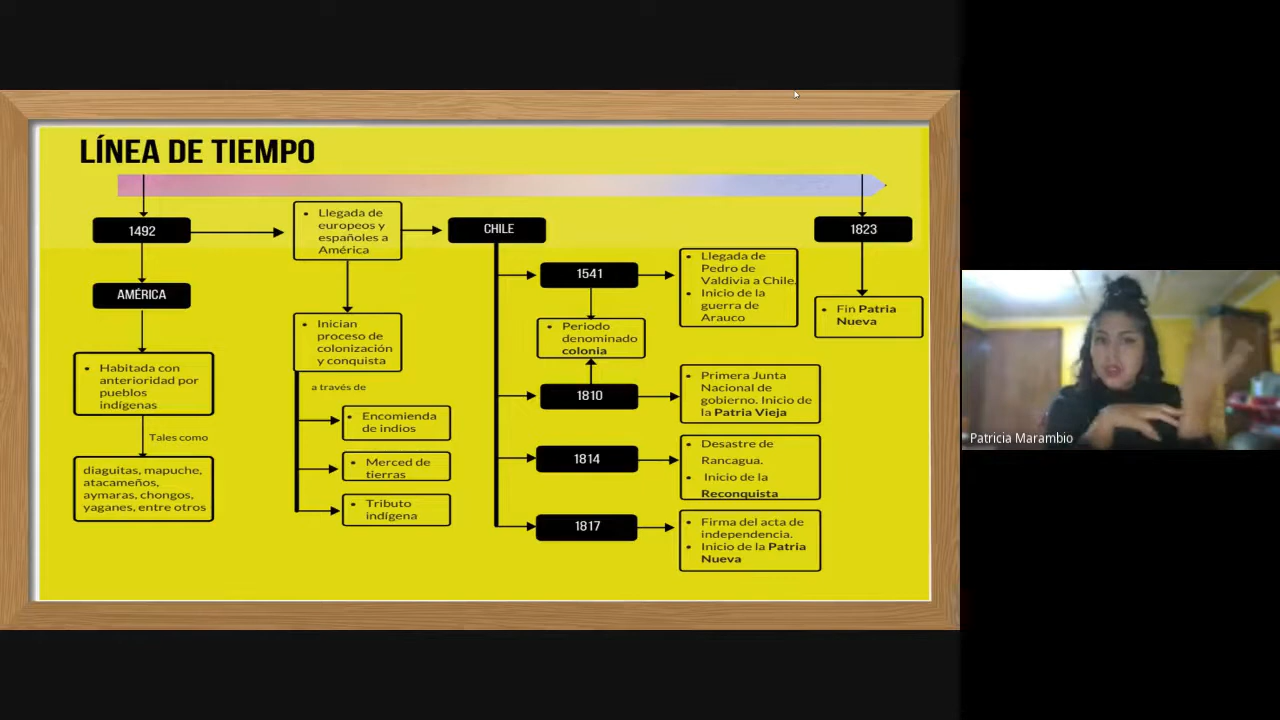 LÍNEA DE TIEMPO
1492
AMÉRICA
Habitada con
anterioridad por
pueblos
indígenas
Tales como
diaguitas, mapuche,
atacameños,
aymaras, chongos,
yaganes, entre otros
Llegada de
europeos y
españoles a
América
Inician
proceso de
colonización
y conquista
a través de
Encomienda
de indios
Merced de
tierras
Tributo
indígena
CHILE
1541
Llegada de
Pedro de
Valdivia a Chile.
Inicio de la
guerra de
Arauco
Periodo
denominado
colonia
1810
Primera Junta
Nacional de
gobierno. Inicio de
la Patria Vieja
1814
Desastre de
Rancagua.
Inicio de la
Reconquista
1817
Firma del acta de
independencia.
Inicio de la Patria
Nueva
1823
Fin Patria
Nueva
Patricia Marambio